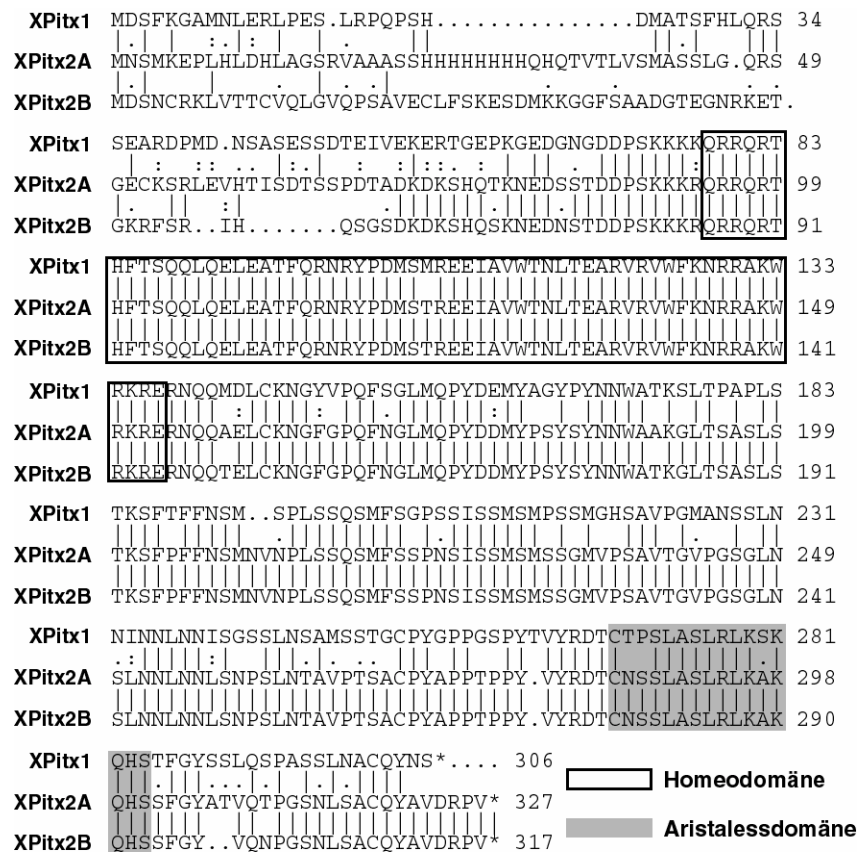 XPitx1 MDSFKGAMNLERLPES.LRPQPSH...............DMATSFHLQRS 34
XPitx2A MNSMKEPLHLDHLAGSRVAAASSHHHHHHHHQHQTVTLVSMASSLG.QRS 49
XPitx2B MDSNCRKLVTTCVQLGVQPSAVECLFSKESDMKKGGFSAADGTEGNRKET.
XPitx1 SEARDPMD.NSASESSDTEIVEKERTGEPKGEDGNGDDPSKKKKQRRQRT 83
XPitx2A GECKSRLEVHTISDTSSPDTADKDKSHQTKNEDSSTDDPSKKKRQRRQRT 99
XPitx2B GKRFSR..IH.......QSGSDKDKSHQSKNEDNSTDDPSKKKRQRRQRT 91
XPitx1 HFTSQQLQELEATFQRNRYPDMSMREEIAVWTNLTEARVRVWFKNRRAKW 133
XPitx2A HFTSQQLQELEATFQRNRYPDMSTREEIAVWTNLTEARVRVWFKNRRAKW 149
XPitx2B HFTSQQLQELEATFQRNRYPDMSTREEIAVWTNLTEARVRVWFKNRRAKW 141
XPitx1 RKRERNQQMDLCKNGYVPQFSGLMQPYDEMYAGYPYNNWATKSLTPAPLS 183
XPitx2A RKRERNQQAELCKNGFGPQFNGLMQPYDDMYPSYSYNNWAAKGLTSASLS 199
XPitx2B RKRERNQQTELCKNGFGPQFNGLMQPYDDMYPSYSYNNWATKGLTSASLS 191
XPitx1 TKSFTFFNSM..SPLSSQSMFSGPSSISSMSMPSSMGHSAVPGMANSSLN 231
XPitx2A TKSFPFFNSMNVNPLSSQSMFSSPNSISSMSMSSGMVPSAVTGVPGSGLN 249
XPitx2B TKSFPFFNSMNVNPLSSQSMFSSPNSISSMSMSSGMVPSAVTGVPGSGLN 241
XPitx1 NINNLNNISGSSLNSAMSSTGCPYGPPGSPYTVYRDTCTPSLASLRLKSK 281
XPitx2A SLNNLNNLSNPSLNTAVPTSACPYAPPTPPY.VYRDTCNSSLASLRLKAK 298
XPitx2B SLNNLNNLSNPSLNTAVPTSACPYAPPTPPY.VYRDTCNSSLASLRLKAK 290
XPitx1 QHSTFGYSSLQSPASSLNACQYNS*.... 306
XPitx2A QHSSFGYATVQTPGSNLSACQYAVDRPV* 327
XPitx2B QHSSFGY..VQNPGSNLSACQYAVDRPV* 317
Homeodomäne
Aristalessdomäne